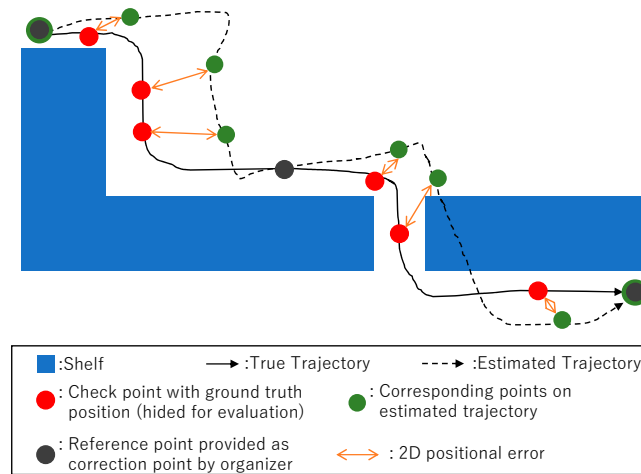 :Shelf
:True Trajectory
:Estimated Trajectory
: Check point with ground truth
position (hided for evaluation)
: Corresponding points on
estimated trajectory
: Reference point provided as
correction point by organizer
: 2D positional error